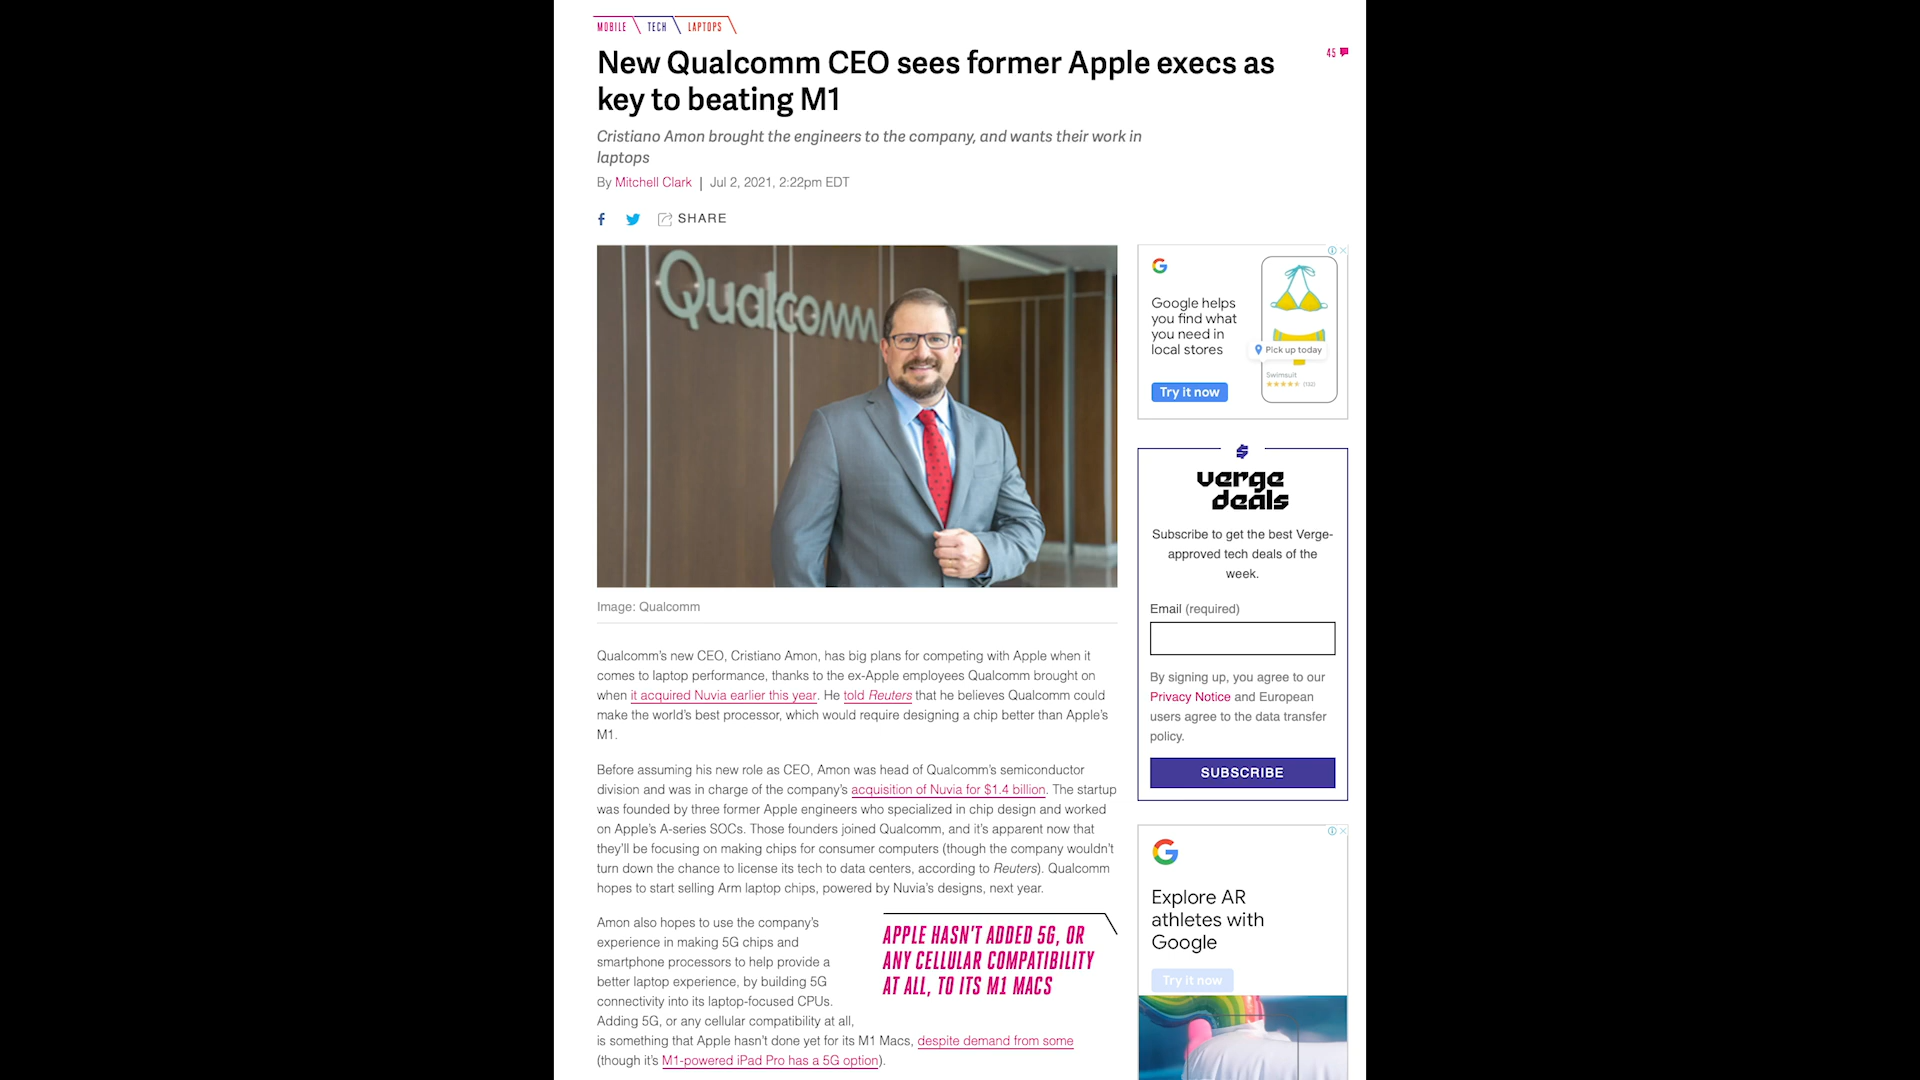 MOBILE TECH LAPTOPS
New Qualcomm CEO sees former Apple execs as
key to beating M1
45
Cristiano Amon brought the engineers to the company, and wants their work in
laptops
By Mitchell Clark | Jul 2, 2021, 2:22pm EDT
SHARE
Qualcomm
Image: Qualcomm
Qualcomm's new CEO, Cristiano Amon, has big plans for competing with Apple when it
comes to laptop performance, thanks to the ex-Apple employees Qualcomm brought on
when it acquired Nuvia earlier this year. He told Reuters that he believes Qualcomm could
make the world's best processor, which would require designing a chip better than Apple's
M1.
Before assuming his new role as CEO, Amon was head of Qualcomm's semiconductor
division and was in charge of the company's acquisition of Nuvia for $1.4 billion. The startup
was founded by three former Apple engineers who specialized in chip design and worked
on Apple's A-series SOCs. Those founders joined Qualcomm, and it's apparent now that
they'll be focusing on making chips for consumer computers (though the company wouldn't
turn down the chance to license its tech to data centers, according to Reuters). Qualcomm
hopes to start selling Arm laptop chips, powered by Nuvia's designs, next year.
Amon also hopes to use the company's
experience in making 5G chips and
smartphone processors to help provide a
better laptop experience, by building 5G
connectivity into its laptop-focused CPUs.
Adding 5G, or any cellular compatibility at all,
is something that Apple hasn't done yet for its M1 Macs, despite demand from some
(though it's M1-powered iPad Pro has a 5G option).
APPLE HASN'T ADDED 5G, OR
ANY CELLULAR COMPATIBILITY
AT ALL, TO ITS M1 MACS
G
Google helps
you find what
you need in
local stores
Try it now
Pick up today
Swimsuit
(132)
$
verge
deals
Subscribe to get the best Verge-
approved tech deals of the
week.
Email (required)
By signing up, you agree to our
Privacy Notice and European
users agree to the data transfer
policy.
SUBSCRIBE
G
Explore AR
athletes with
Google
Try it now